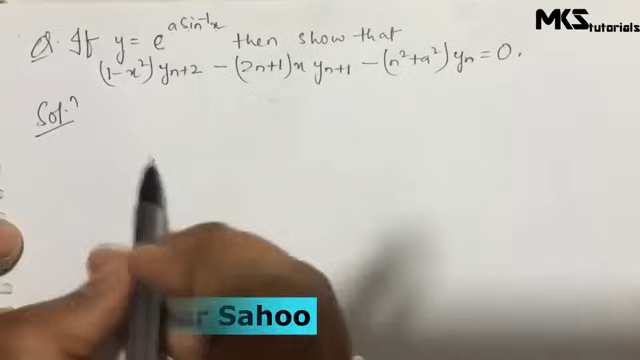 MKS tutorials
Q. If y = e^{a sin⁻¹x} then show that
(1-x²) yₙ₊₂ - (2n+1) x yₙ₊₁ - (n²+a²) yₙ = 0.
Solⁿ
Sahoo